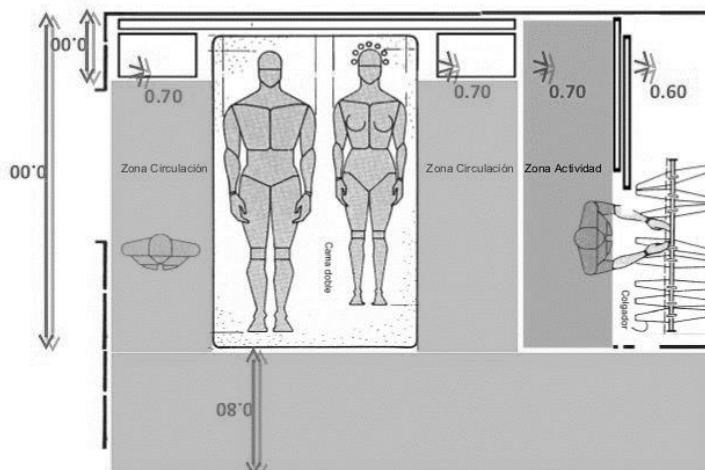 0.00
0.00
0.70
0.70
0.70
0.60
Zona Circulación
Zona Circulación
Zona Actividad
Cama doble
Colgador
0.80